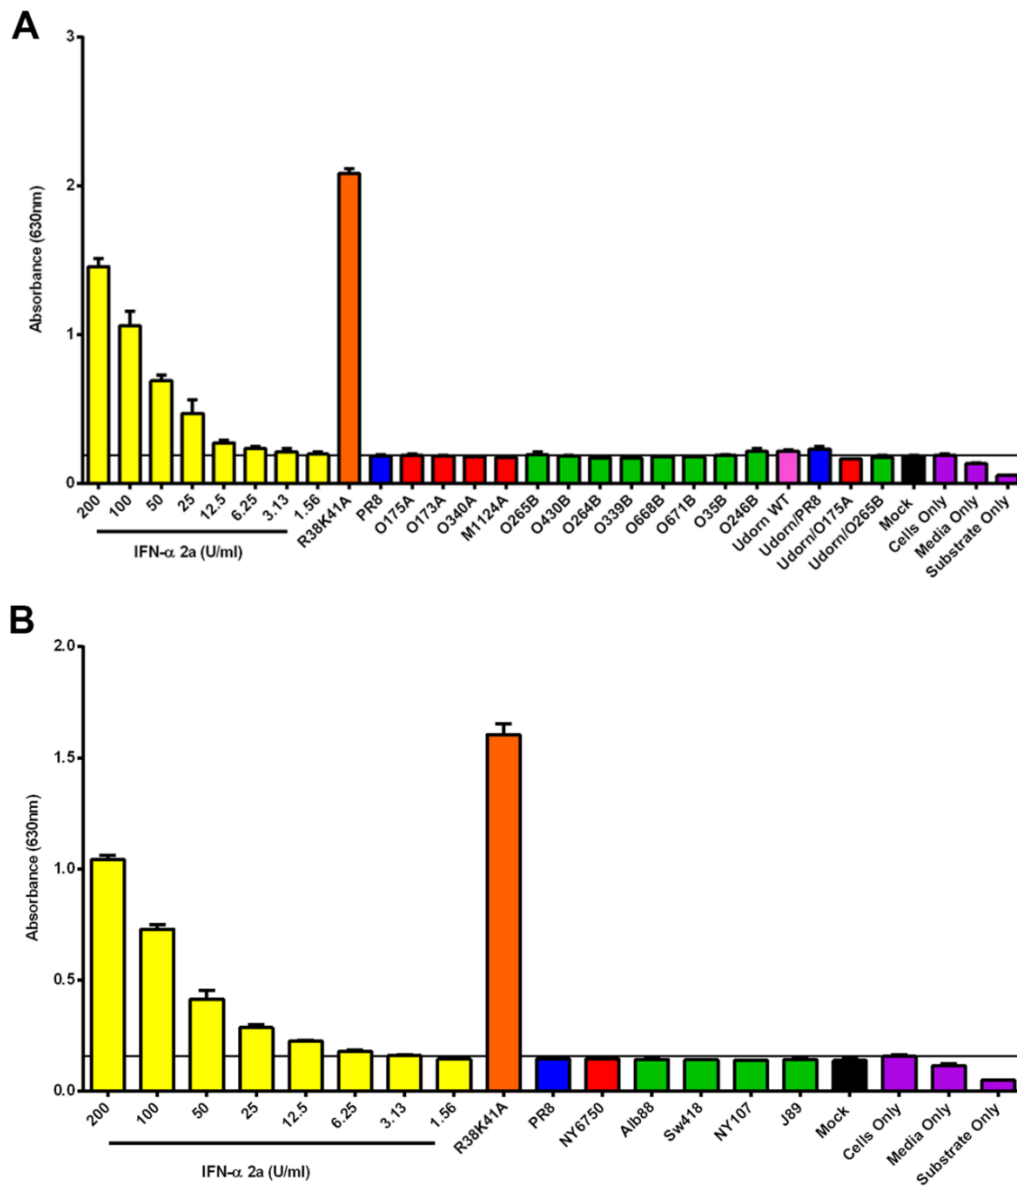 A
3
2
1
0
Absorbance (630nm)
200 100 50 25 12.5 6.25 3.13 1.56 R38K41A PR8 O175A O173A O340A M1124A O265B O430B O264B O339B O668B O671B O35B O246B Udorn WT Udorn/PR8 Udorn/O175A Udorn/O265B Mock Cells Only Media Only Substrate Only
IFN-α 2a (U/ml)
B
2.0
1.5
1.0
0.5
0.0
Absorbance (630nm)
200 100 50 25 12.5 6.25 3.13 1.56 R38K41A PR8 NY6750 Alb88 Sw418 NY107 J89 Mock Cells Only Media Only Substrate Only
IFN-α 2a (U/ml)